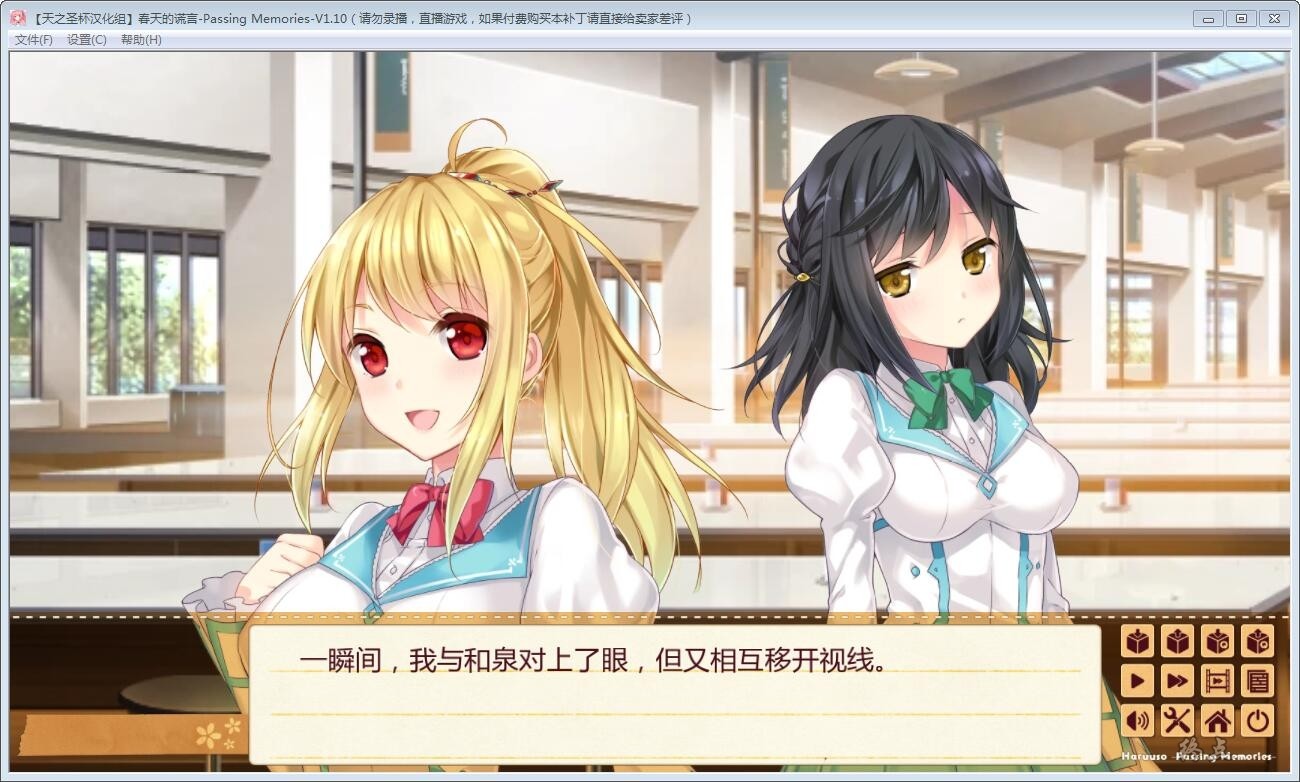 【天之圣杯汉化组】春天的谎言-Passing Memories-V1.10（请勿录播，直播游戏，如果付费购买本补丁请直接给卖家差评）
文件(F) 设置(C) 帮助(H)
一瞬间，我与和泉对上了眼，但又相互移开视线。
Haruuso Passing Memories